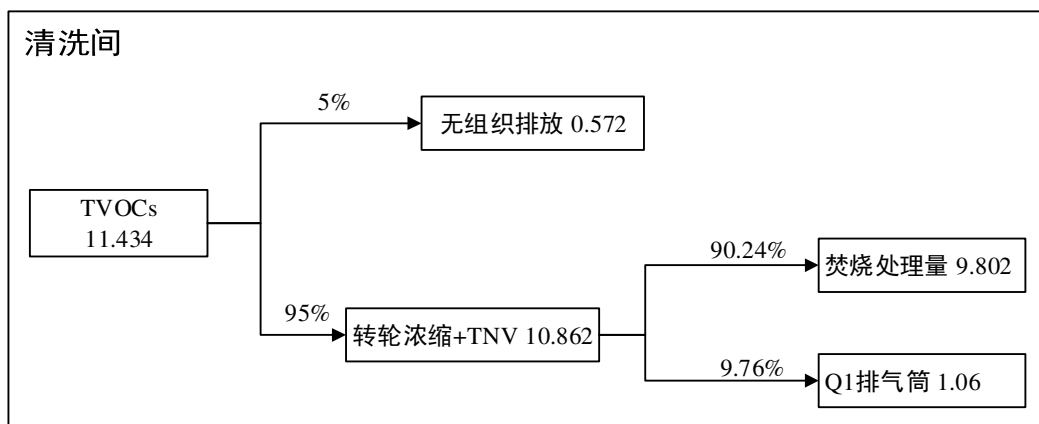 清洗间
5%
无组织排放 0.572
TVOCs
11.434
90.24%
焚烧处理量 9.802
95%
转轮浓缩+TNV 10.862
9.76%
Q1排气筒 1.06